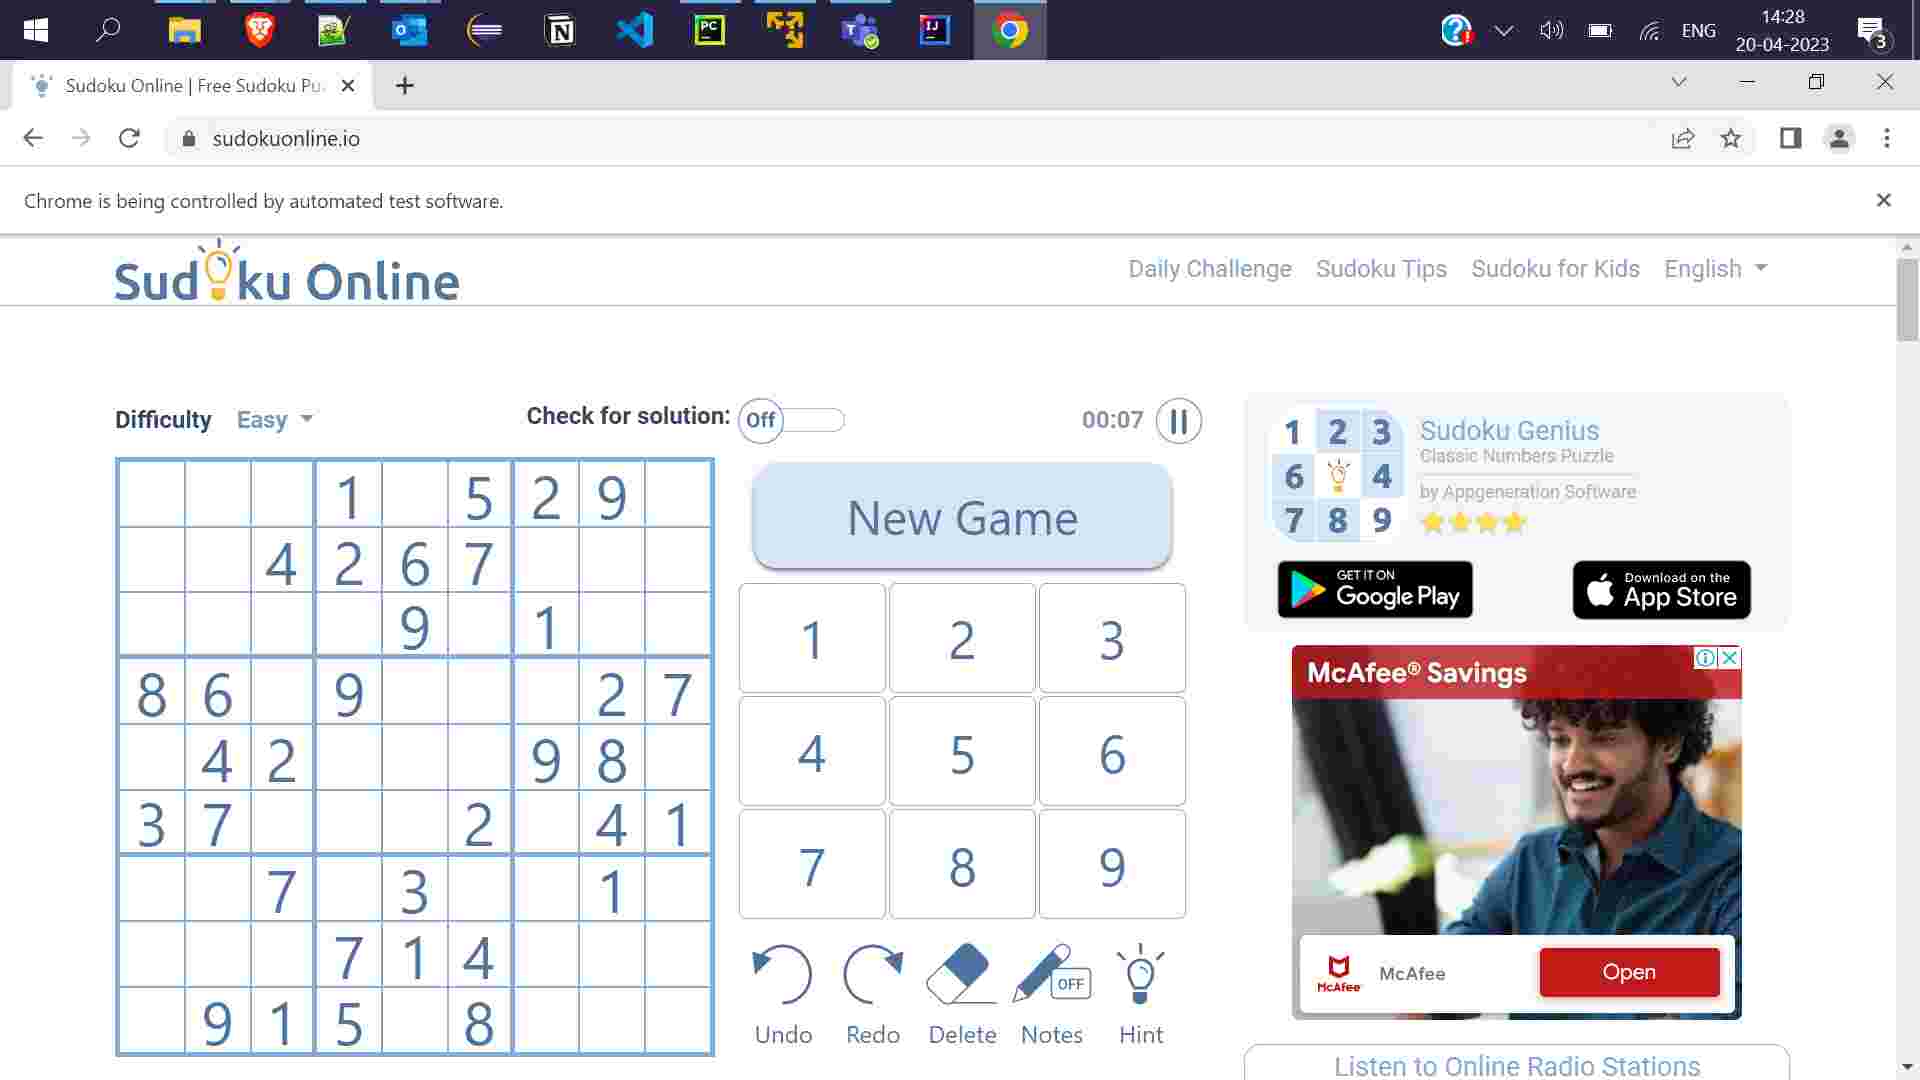 PC
IJ
ENG
14:28
20-04-2023
3
Sudoku Online | Free Sudoku Pu
sudokuonline.io
Chrome is being controlled by automated test software.
Sudoku Online
Daily Challenge Sudoku Tips Sudoku for Kids English
Difficulty Easy Check for solution: Off 00:07
1 5 2 9
4 2 6 7
9 1
8 6 9 2 7
4 2 9 8
3 7 2 4 1
7 3 1
7 1 4
9 1 5 8
New Game
1 2 3
4 5 6
7 8 9
OFF
Undo Redo Delete Notes Hint
1 2 3
6 4
7 8 9
Sudoku Genius
Classic Numbers Puzzle
by Appgeneration Software
GET IT ON
Google Play
Download on the
App Store
McAfee® Savings
McAfee
McAfee
Open
Listen to Online Radio Stations